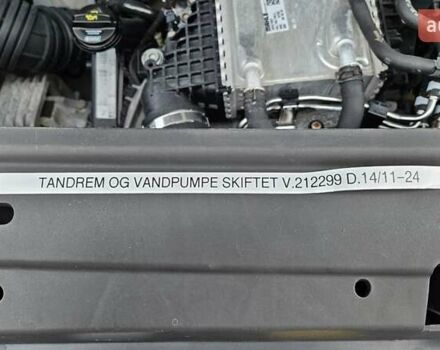 TANDREM OG VANDPUMPE SKIFTET V.212299 D.14/11-24